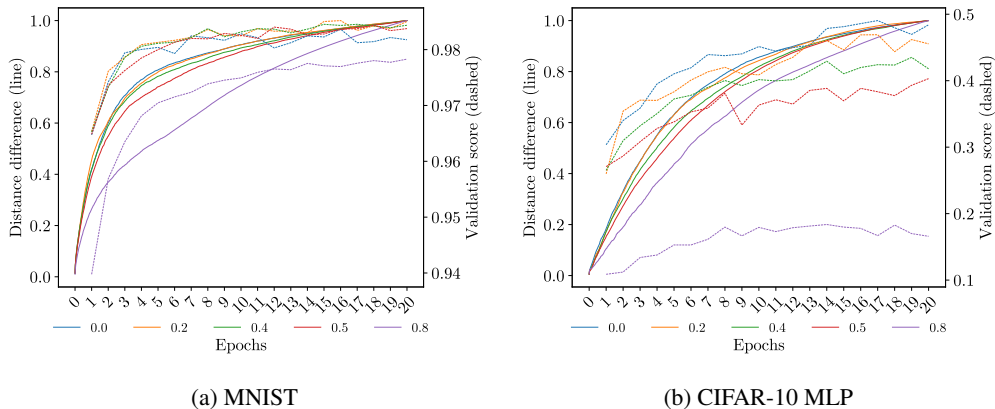 1.0
0.8
0.6
0.4
0.2
0.0
Distance difference (line)
0.98
0.97
0.96
0.95
0.94
Validation score (dashed)
0 1 2 3 4 5 6 7 8 9 10 11 12 13 14 15 16 17 18 19 20
0.0 0.2 0.4 0.5 0.8
Epochs
(a) MNIST
1.0
0.8
0.6
0.4
0.2
0.0
Distance difference (line)
0.5
0.4
0.3
0.2
0.1
Validation score (dashed)
0 1 2 3 4 5 6 7 8 9 10 11 12 13 14 15 16 17 18 19 20
0.0 0.2 0.4 0.5 0.8
Epochs
(b) CIFAR-10 MLP